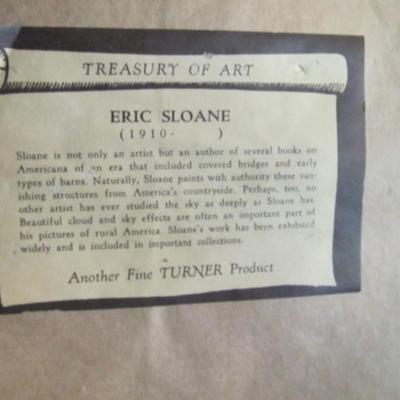 TREASURY OF ART
ERIC SLOANE
(1910-      )
Sloane is not only an artist but an author of several books on
Americana of an era that included covered bridges and early
types of barns. Naturally, Sloane paints with authority these van-
ishing structures from America's countryside. Perhaps, too, no
other artist has ever studied the sky as deeply as Sloane has.
Beautiful cloud and sky effects are often an important part of
his pictures of rural America. Sloane's work has been exhibited
widely and is included in important collections.
Another Fine TURNER Product